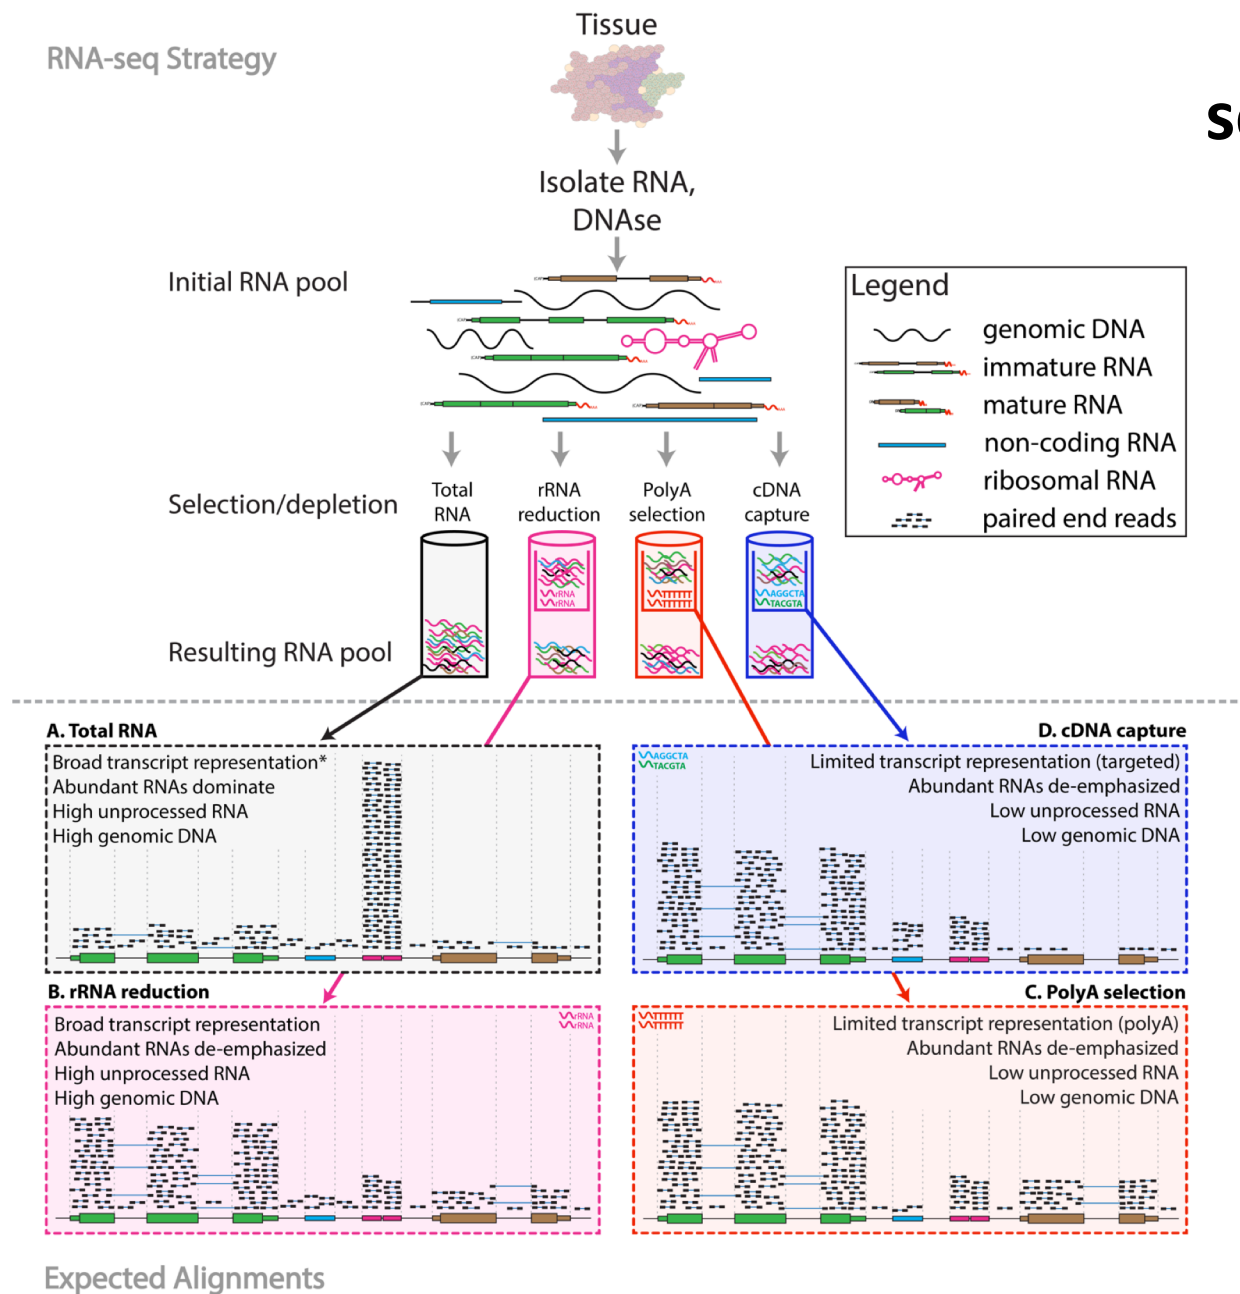 RNA-seq Strategy
Tissue
Isolate RNA,
DNAse
Initial RNA pool
Legend
genomic DNA
immature RNA
mature RNA
non-coding RNA
ribosomal RNA
paired end reads
Selection/depletion
Total
RNA
rRNA
reduction
PolyA
selection
cDNA
capture
rRNA
rRNA
TTTTTT
TTTTTT
AGGCTA
TACGTA
Resulting RNA pool
A. Total RNA
Broad transcript representation*
Abundant RNAs dominate
High unprocessed RNA
High genomic DNA
D. cDNA capture
AGGCTA
TACGTA
Limited transcript representation (targeted)
Abundant RNAs de-emphasized
Low unprocessed RNA
Low genomic DNA
B. rRNA reduction
rRNA
rRNA
Broad transcript representation
Abundant RNAs de-emphasized
High unprocessed RNA
High genomic DNA
C. PolyA selection
TTTTTT
TTTTTT
Limited transcript representation (polyA)
Abundant RNAs de-emphasized
Low unprocessed RNA
Low genomic DNA
Expected Alignments